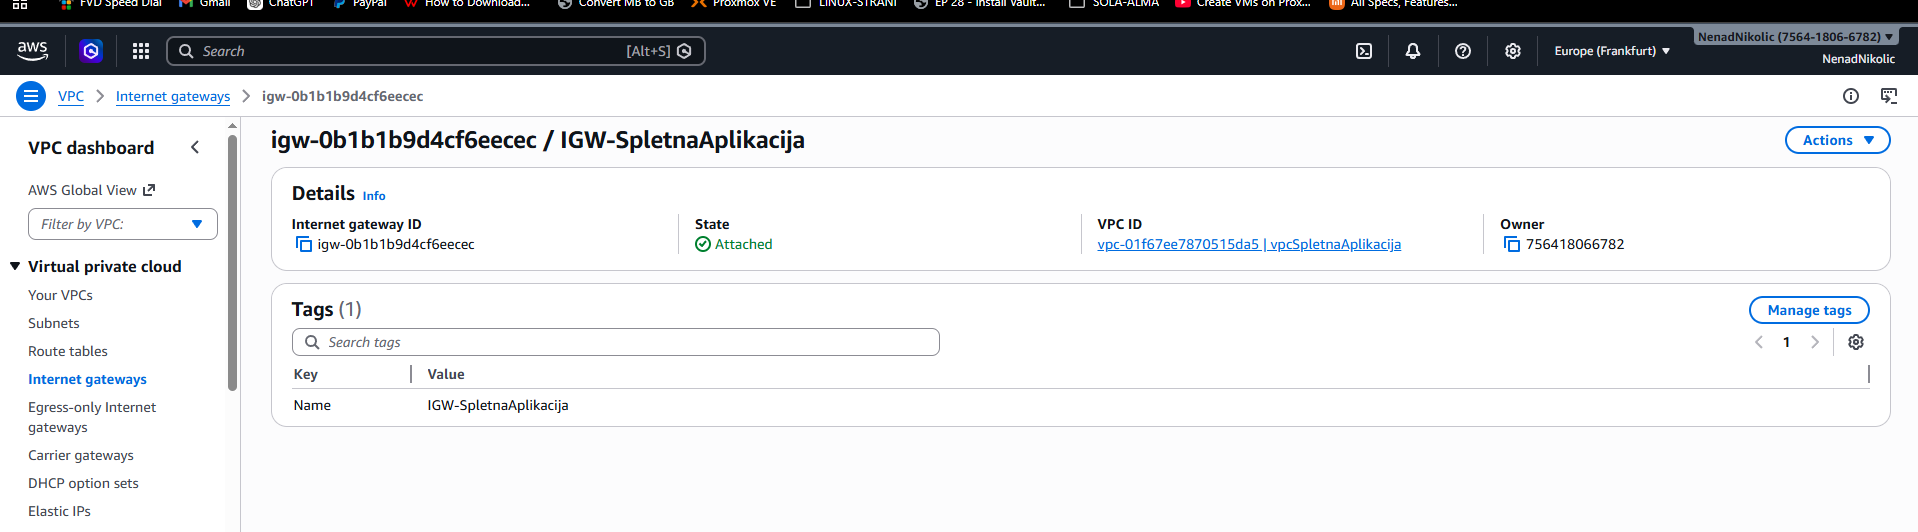 FVD Speed Dial
Gmail
ChatGPT
PayPal
How to Download...
Convert MB to GB
Proxmox VE
LINUX-STRANI
EP 28 - Install Vault...
SOLA-ALMA
Create VMs on Prox...
All Specs, Features...
aws
Search
[Alt+S]
Europe (Frankfurt)
NenadNikolic (7564-1806-6782)
NenadNikolic
VPC
Internet gateways
igw-0b1b1b9d4cf6eecec
VPC dashboard
AWS Global View
Filter by VPC:
Virtual private cloud
Your VPCs
Subnets
Route tables
Internet gateways
Egress-only Internet
gateways
Carrier gateways
DHCP option sets
Elastic IPs
igw-0b1b1b9d4cf6eecec / IGW-SpletnaAplikacija
Actions
Details Info
Internet gateway ID
igw-0b1b1b9d4cf6eecec
State
Attached
VPC ID
vpc-01f67ee7870515da5 | vpcSpletnaAplikacija
Owner
756418066782
Tags (1)
Manage tags
Search tags
1
Key Value
Name IGW-SpletnaAplikacija